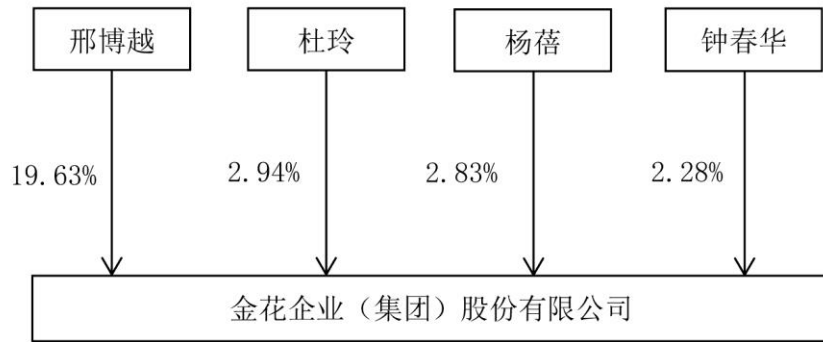 邢博越
杜玲
杨蓓
钟春华
19.63%
2.94%
2.83%
2.28%
金花企业（集团）股份有限公司